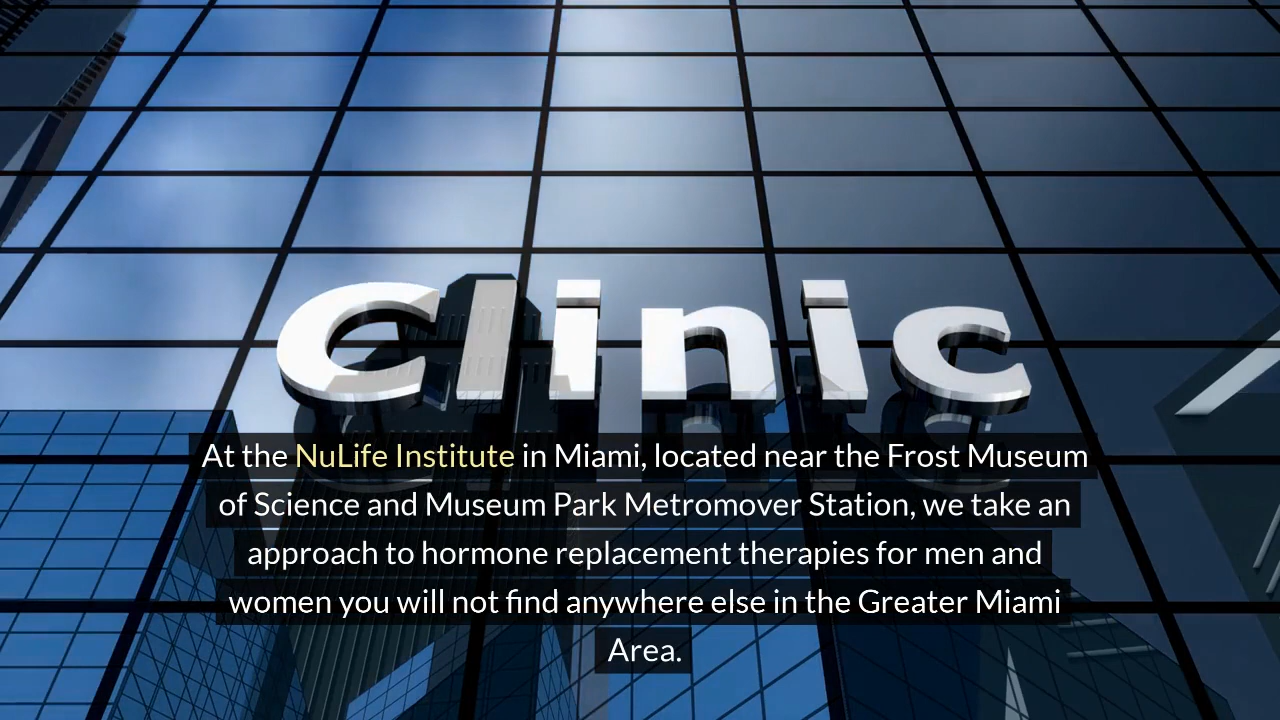 Clinic
At the NuLife Institute in Miami, located near the Frost Museum
of Science and Museum Park Metromover Station, we take an
approach to hormone replacement therapies for men and
women you will not find anywhere else in the Greater Miami
Area.